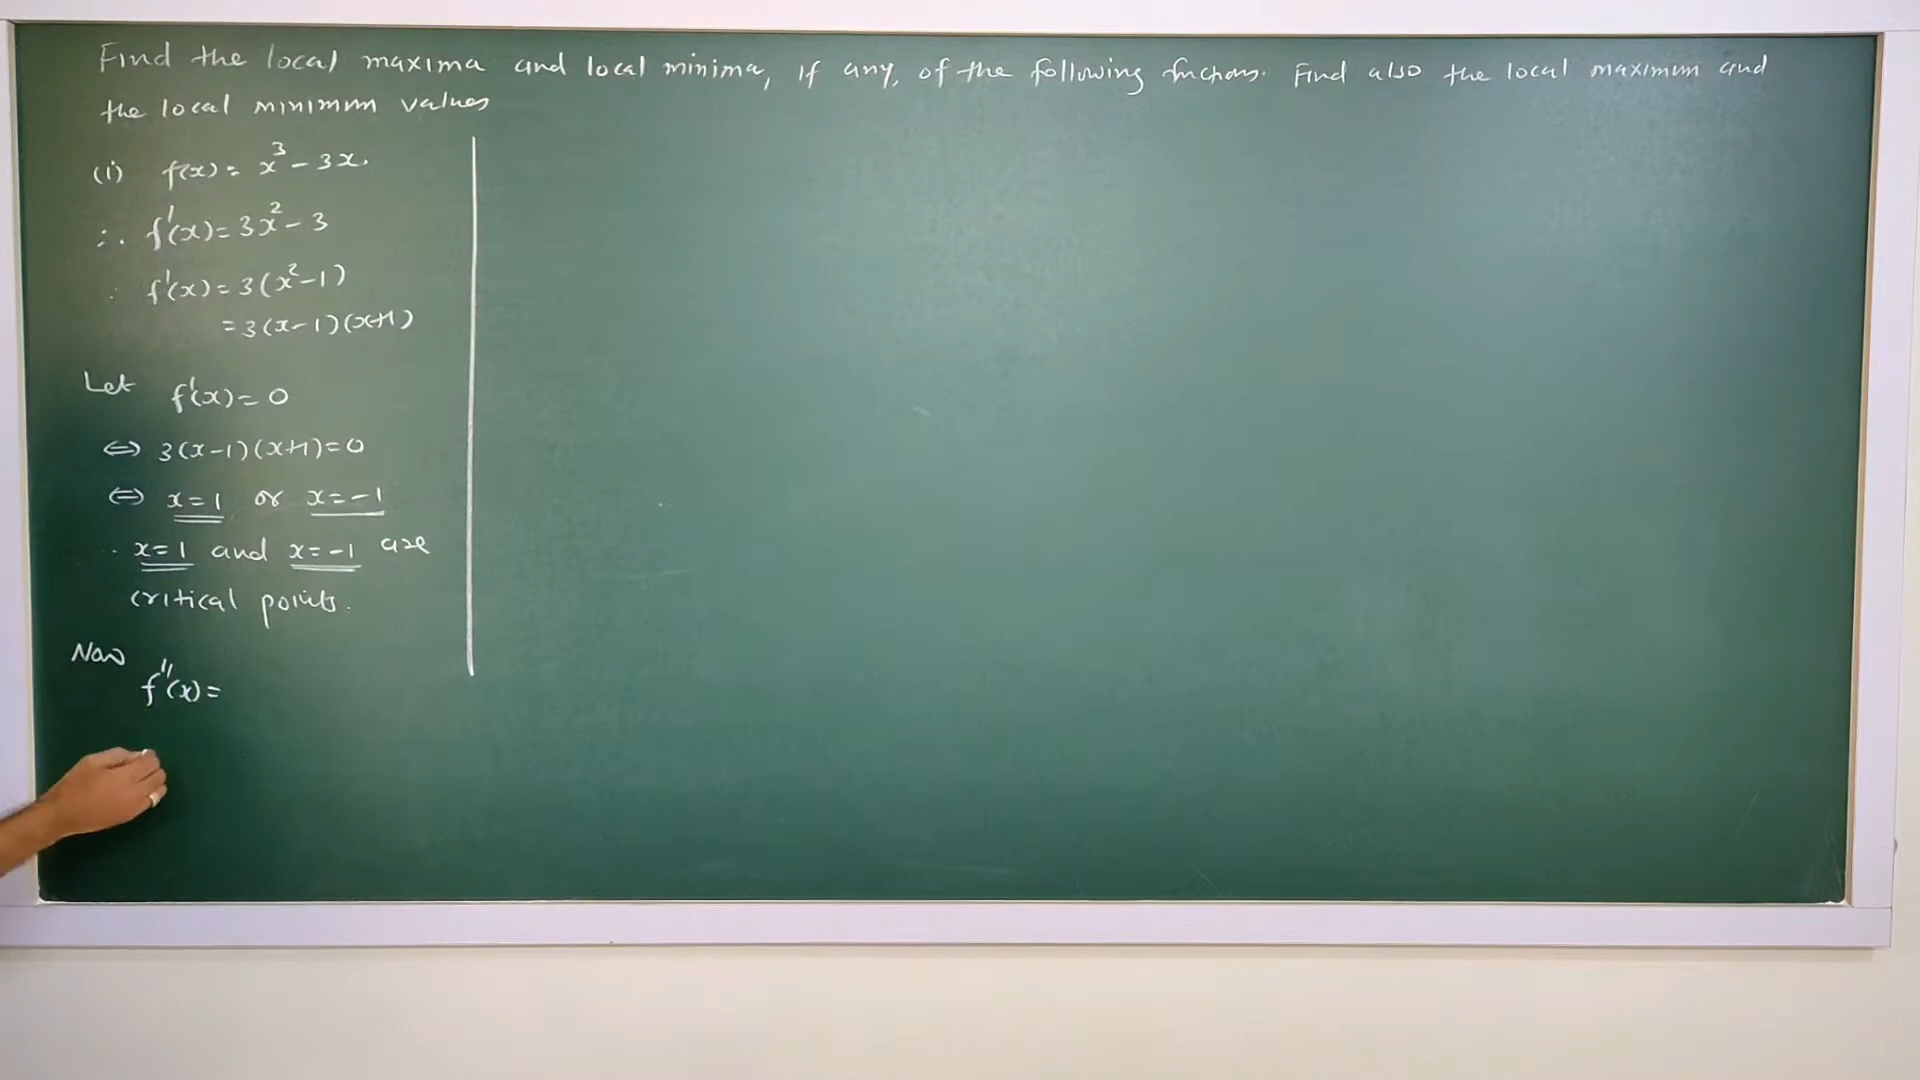 Find the local maxima and local minima, if any, of the following functions. Find also the local maximum and
the local minimum values
(i) f(x) = x³ - 3x.
∴ f'(x) = 3x² - 3
∴ f'(x) = 3(x² - 1)
= 3(x-1)(x+1)
Let f'(x) = 0
⇔ 3(x-1)(x+1) = 0
⇔ x = 1 or x = -1
∴ x = 1 and x = -1 are
critical points.
Now
f''(x) =